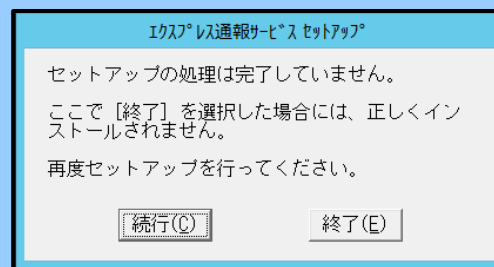 ｴｸｽﾌﾟﾚｽ通報ｻｰﾋﾞｽ ｾｯﾄｱｯﾌﾟ
セットアップの処理は完了していません。
ここで［終了］を選択した場合には、正しくイン
ストールされません。
再度セットアップを行ってください。
続行(C)
終了(E)